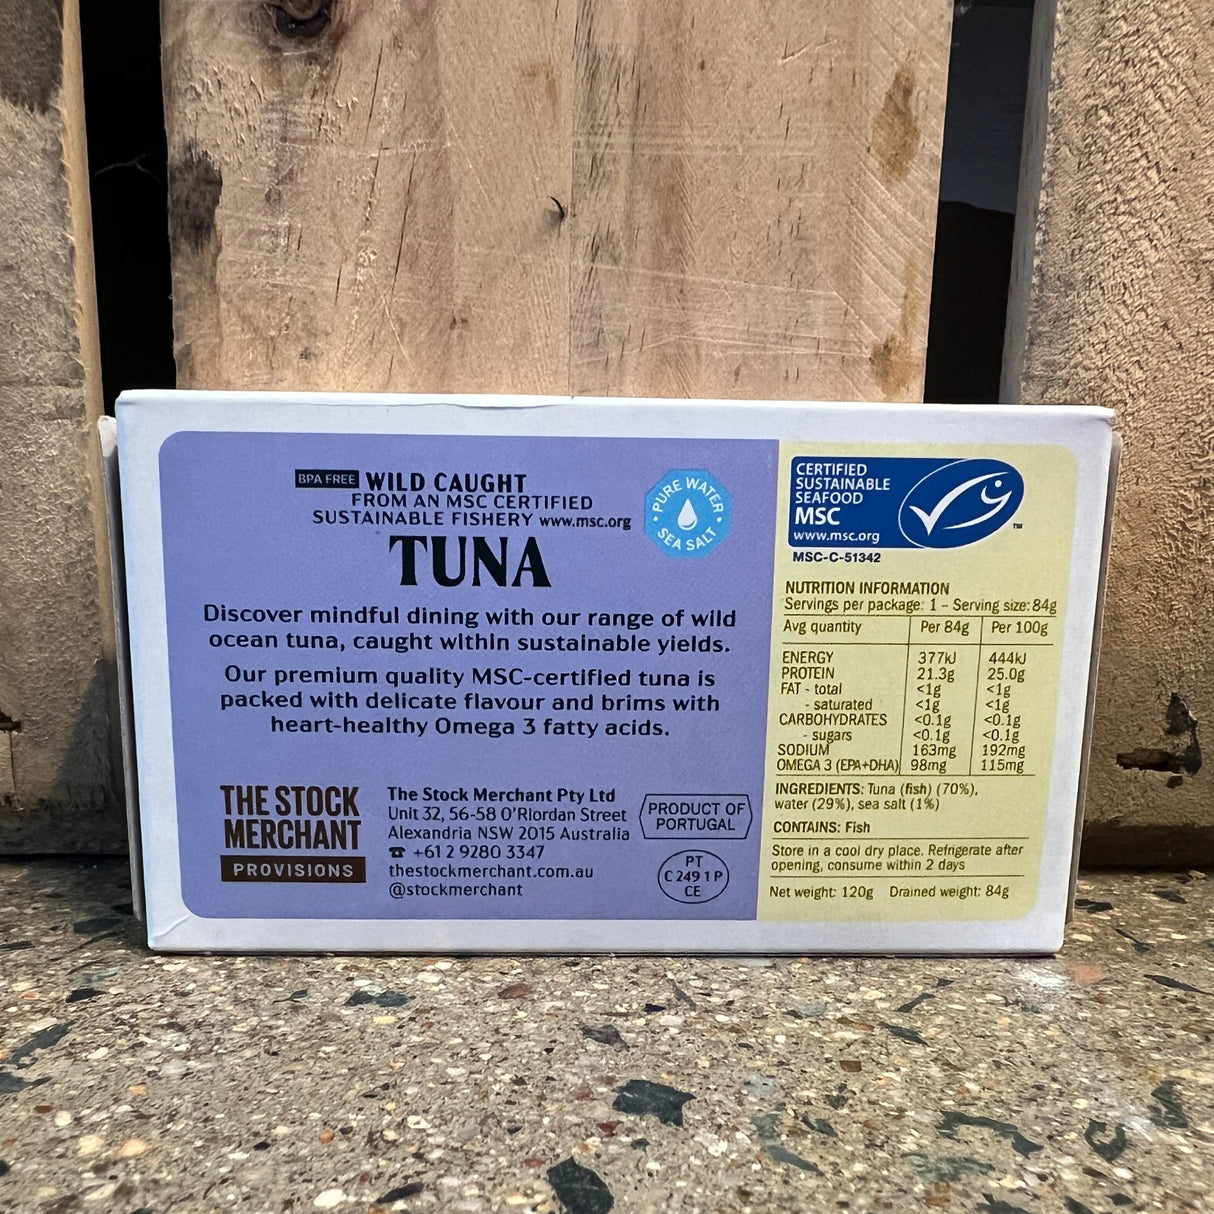 BPA FREE WILD CAUGHT
FROM AN MSC CERTIFIED
SUSTAINABLE FISHERY www.msc.org
TUNA
PURE WATER
SEA SALT
Discover mindful dining with our range of wild
ocean tuna, caught within sustainable yields.
Our premium quality MSC-certified tuna is
packed with delicate flavour and brims with
heart-healthy Omega 3 fatty acids.
THE STOCK
MERCHANT
PROVISIONS
The Stock Merchant Pty Ltd
Unit 32, 56-58 O'Riordan Street
Alexandria NSW 2015 Australia
☎ +61 2 9280 3347
thestockmerchant.com.au
@stockmerchant
PRODUCT OF
PORTUGAL
PT
C 249 1 P
CE
CERTIFIED
SUSTAINABLE
SEAFOOD
MSC
www.msc.org
TM
MSC-C-51342
NUTRITION INFORMATION
Servings per package: 1 – Serving size: 84g
Avg quantity Per 84g Per 100g
ENERGY 377kJ 444kJ
PROTEIN 21.3g 25.0g
FAT - total <1g <1g
- saturated <1g <1g
CARBOHYDRATES <0.1g <0.1g
- sugars <0.1g <0.1g
SODIUM 163mg 192mg
OMEGA 3 (EPA+DHA) 98mg 115mg
INGREDIENTS: Tuna (fish) (70%),
water (29%), sea salt (1%)
CONTAINS: Fish
Store in a cool dry place. Refrigerate after
opening, consume within 2 days
Net weight: 120g Drained weight: 84g